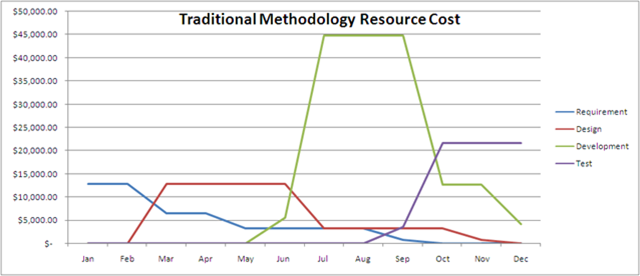 Traditional Methodology Resource Cost
$50,000.00
$45,000.00
$40,000.00
$35,000.00
$30,000.00
$25,000.00
$20,000.00
$15,000.00
$10,000.00
$5,000.00
$-
Jan Feb Mar Apr May Jun Jul Aug Sep Oct Nov Dec
Requirement
Design
Development
Test